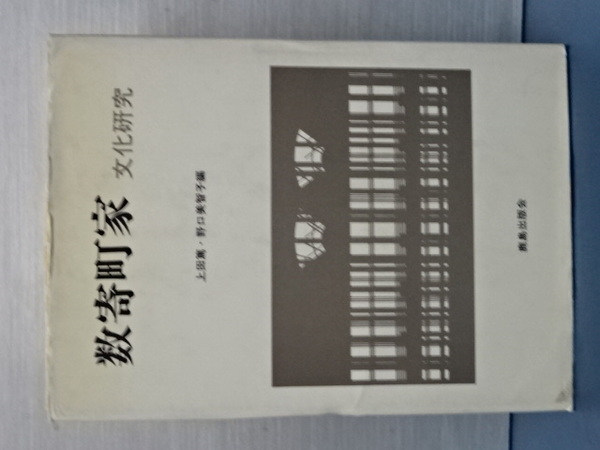 数寄町家 文化研究
上田篤・野口美智子編
鹿島出版会